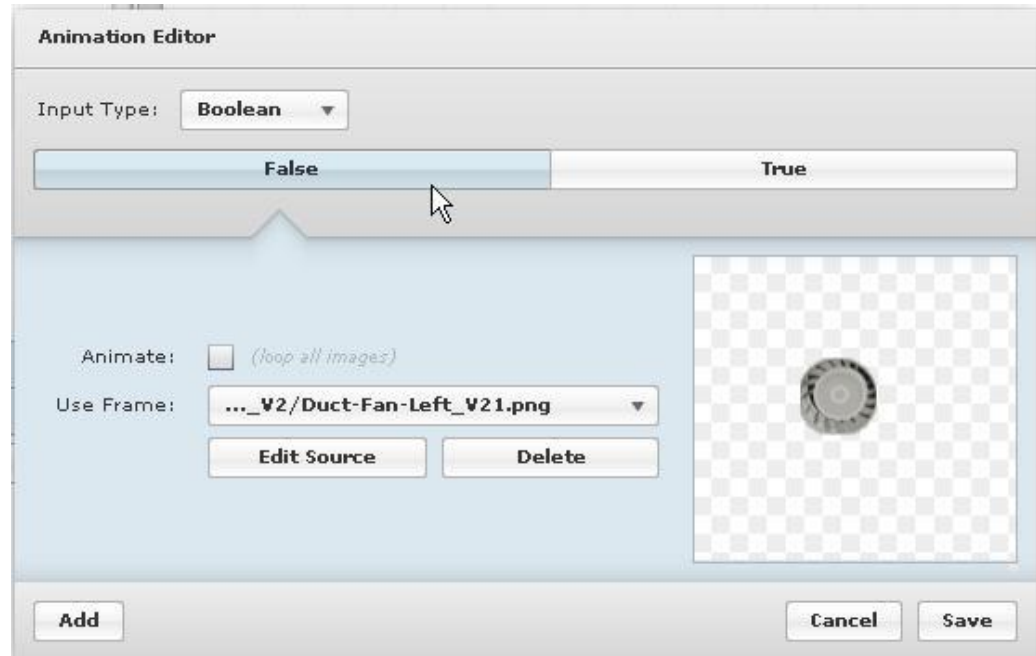 Animation Editor
Input Type: Boolean
False True
Animate: (loop all images)
Use Frame: ..._V2/Duct-Fan-Left_V21.png
Edit Source Delete
Add Cancel Save